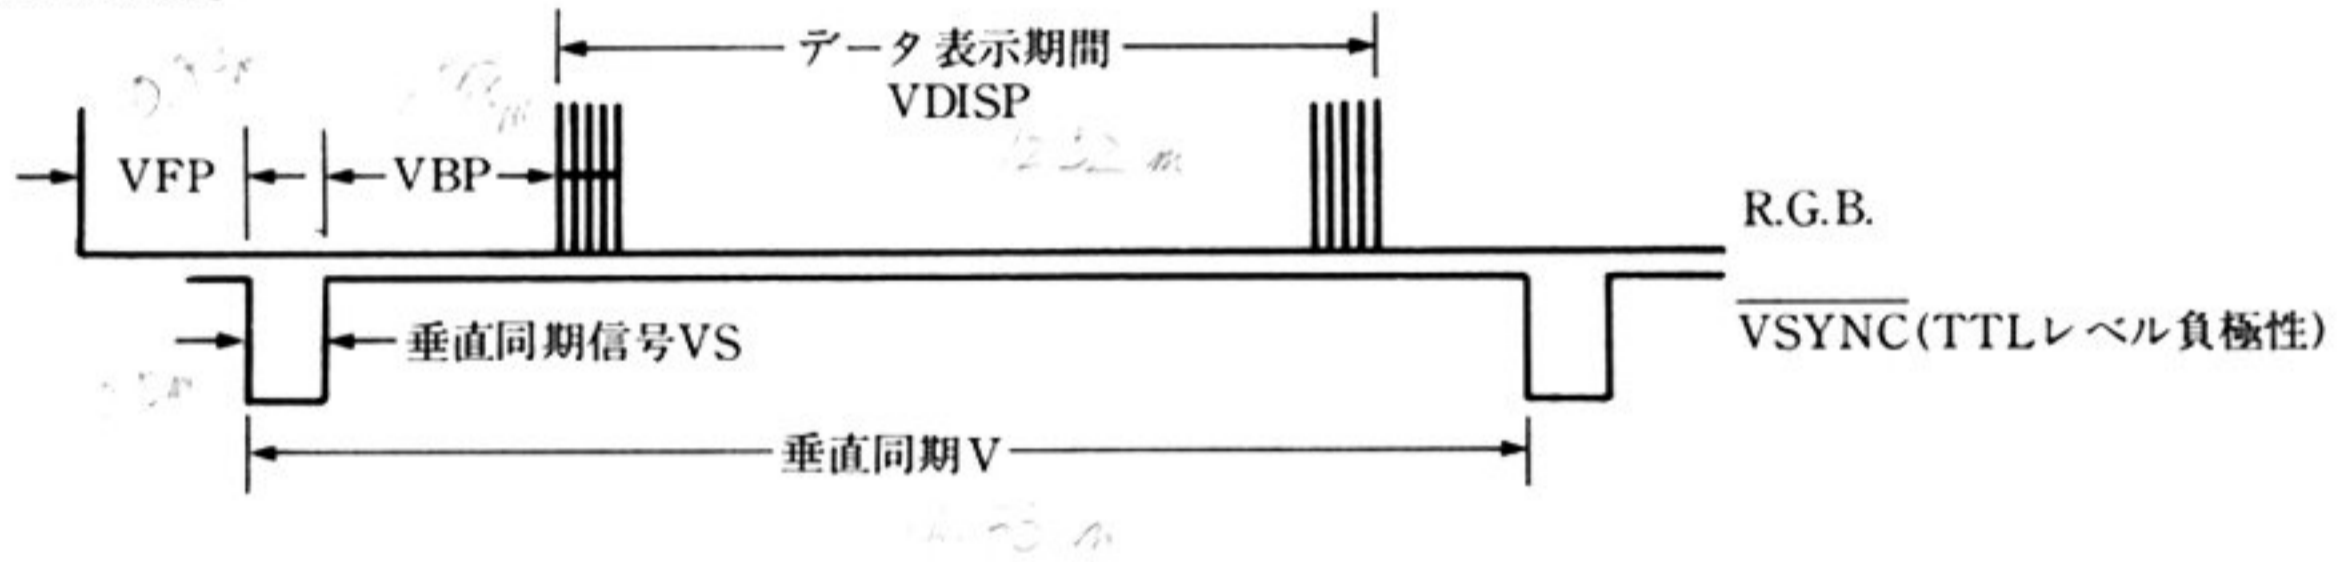 データ表示期間
VDISP
VFP
VBP
R.G.B.
垂直同期信号VS
VSYNC(TTLレベル負極性)
垂直同期V